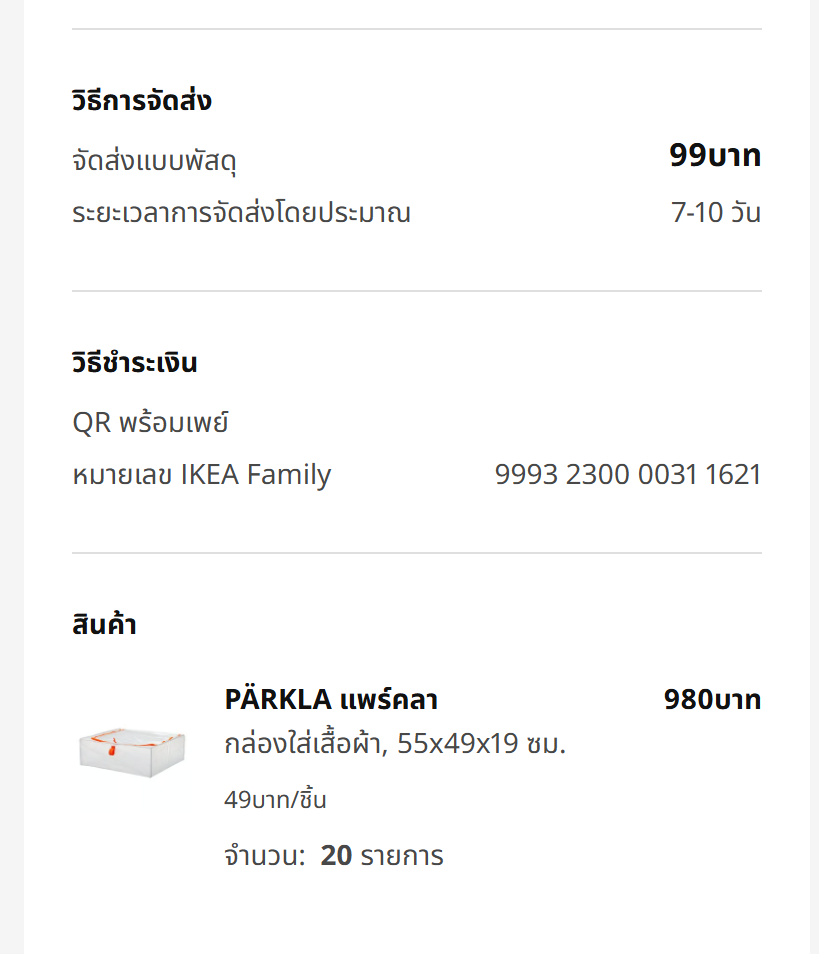 วิธีการจัดส่ง
จัดส่งแบบพัสดุ 99บาท
ระยะเวลาการจัดส่งโดยประมาณ 7-10 วัน
วิธีชำระเงิน
QR พร้อมเพย์
หมายเลข IKEA Family 9993 2300 0031 1621
สินค้า
PÄRKLA แพร์คลา 980บาท
กล่องใส่เสื้อผ้า, 55x49x19 ซม.
49บาท/ชิ้น
จำนวน: 20 รายการ